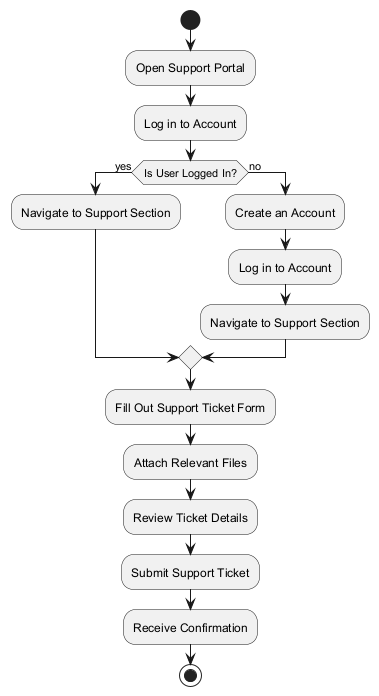 Open Support Portal
Log in to Account
yes
Is User Logged In?
no
Navigate to Support Section
Create an Account
Log in to Account
Navigate to Support Section
Fill Out Support Ticket Form
Attach Relevant Files
Review Ticket Details
Submit Support Ticket
Receive Confirmation